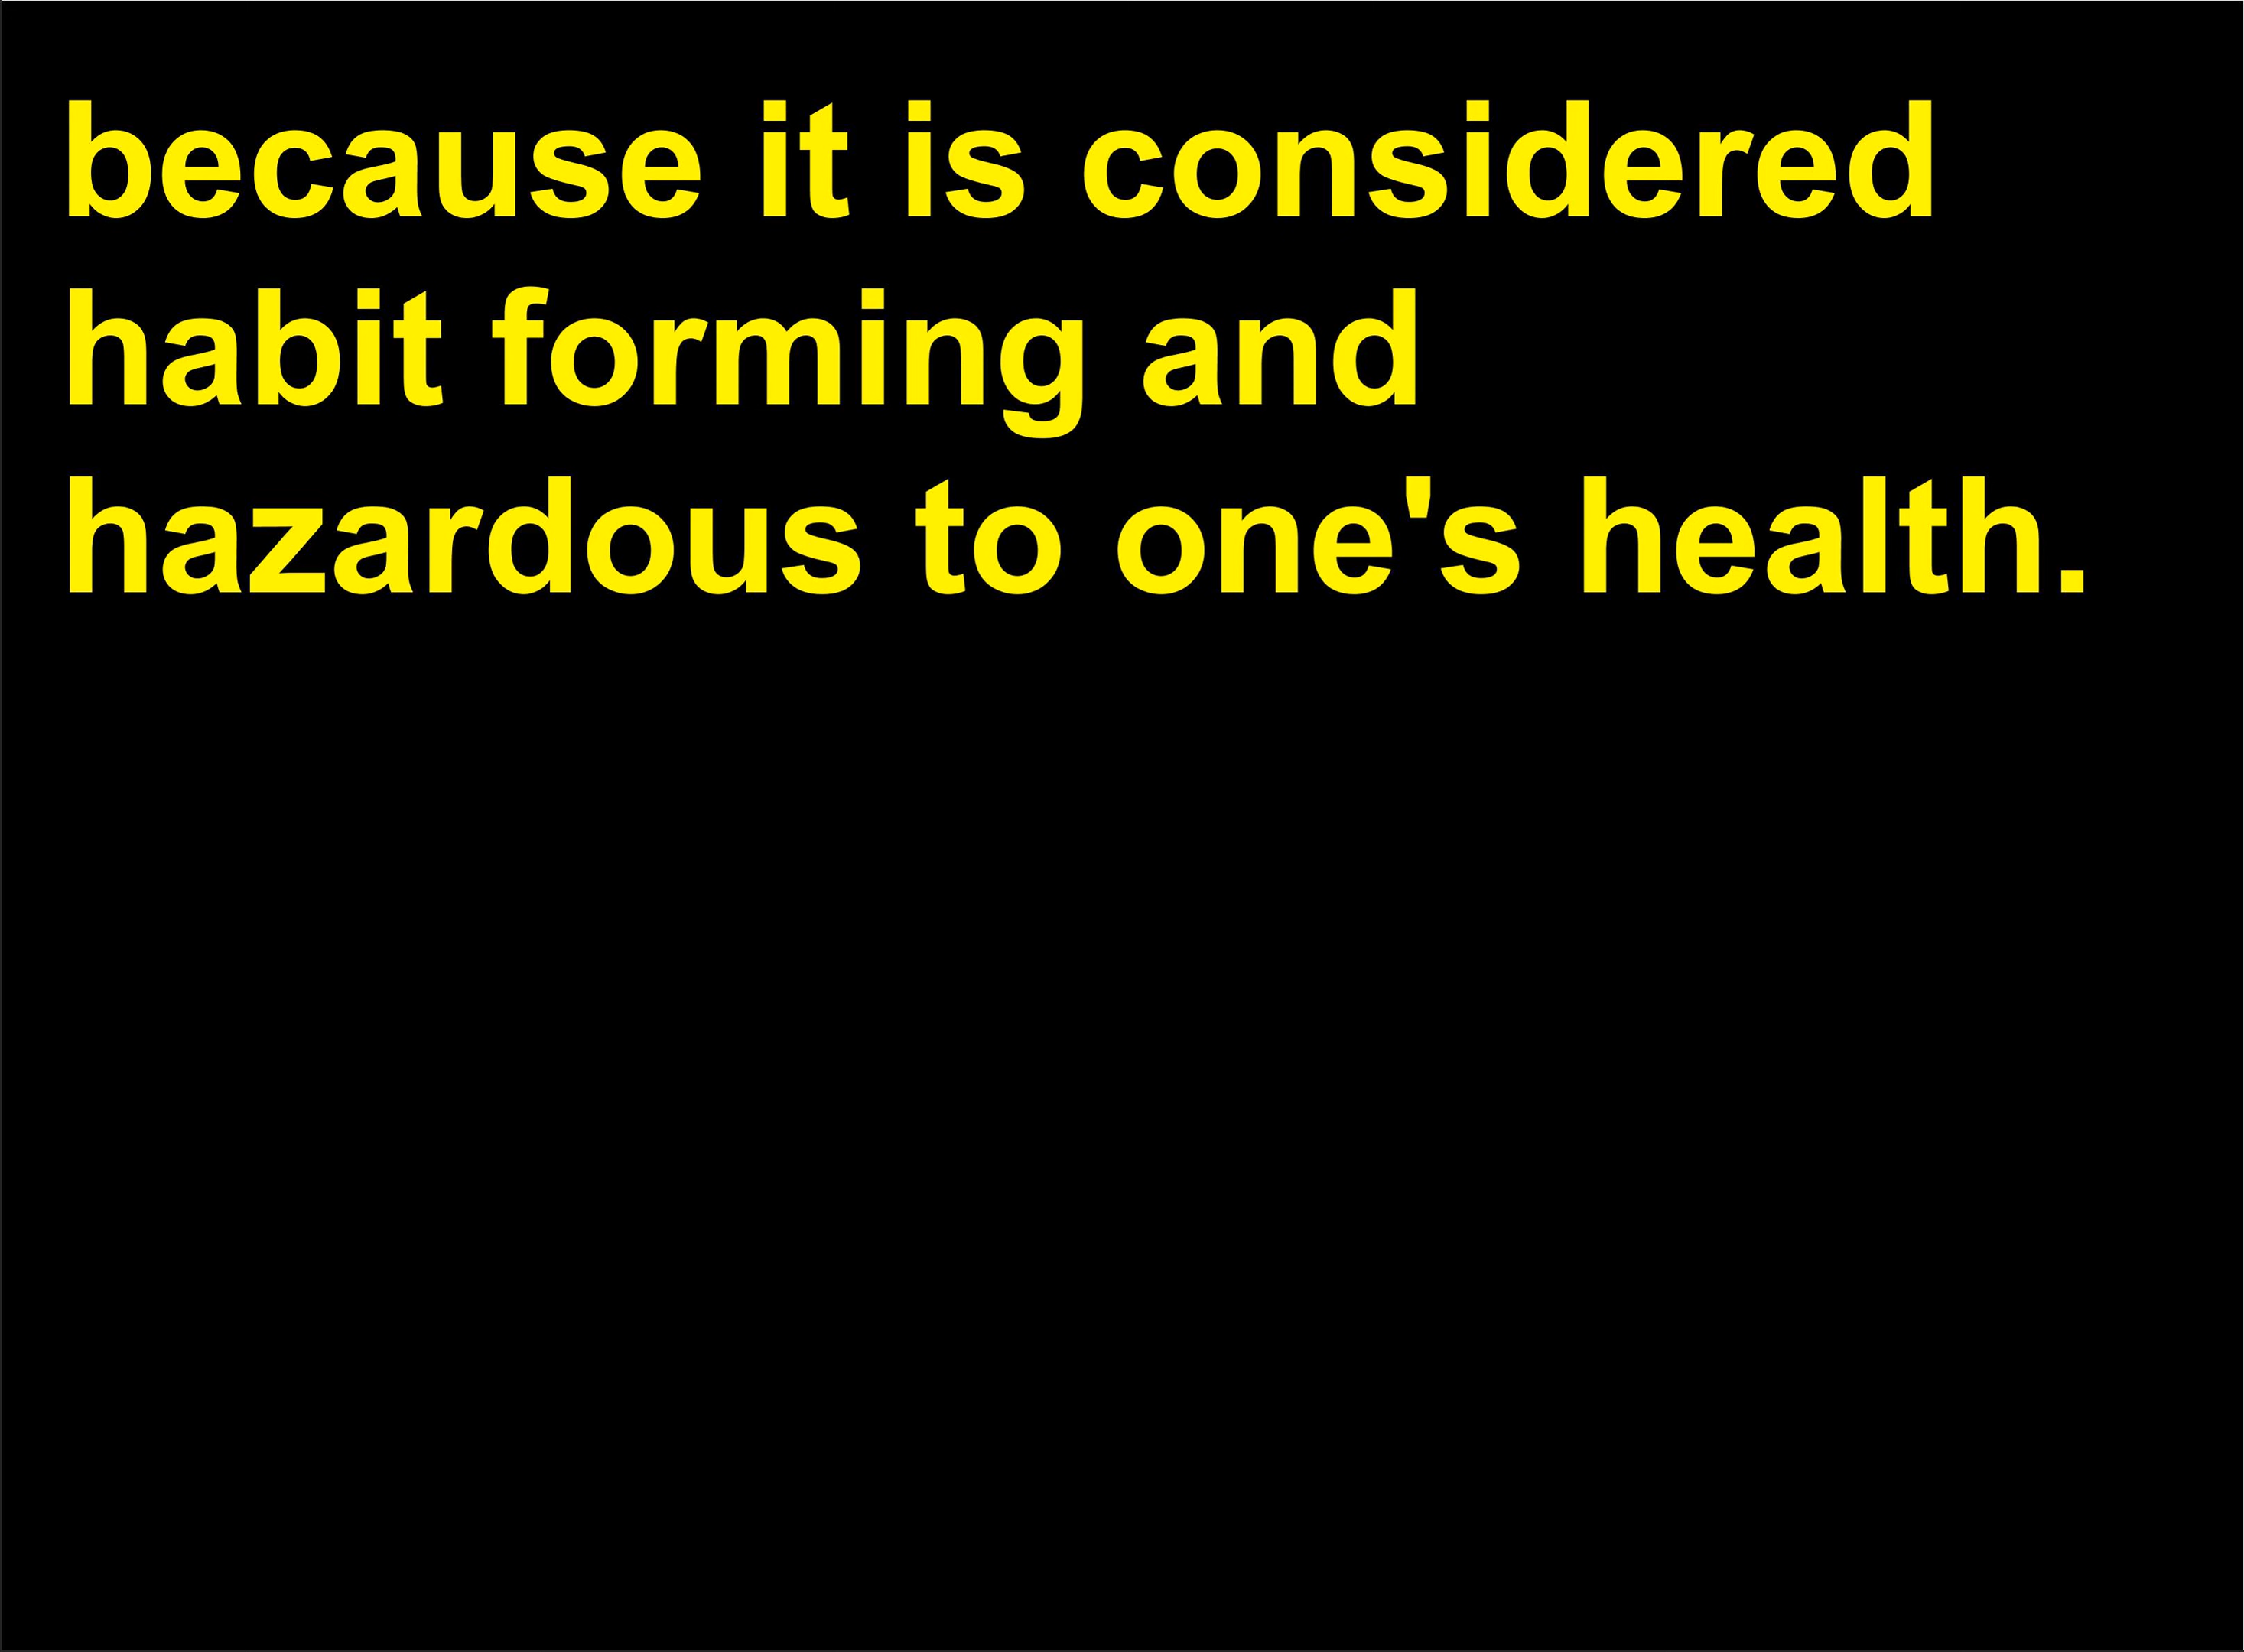 because it is considered
habit forming and
hazardous to one's health.